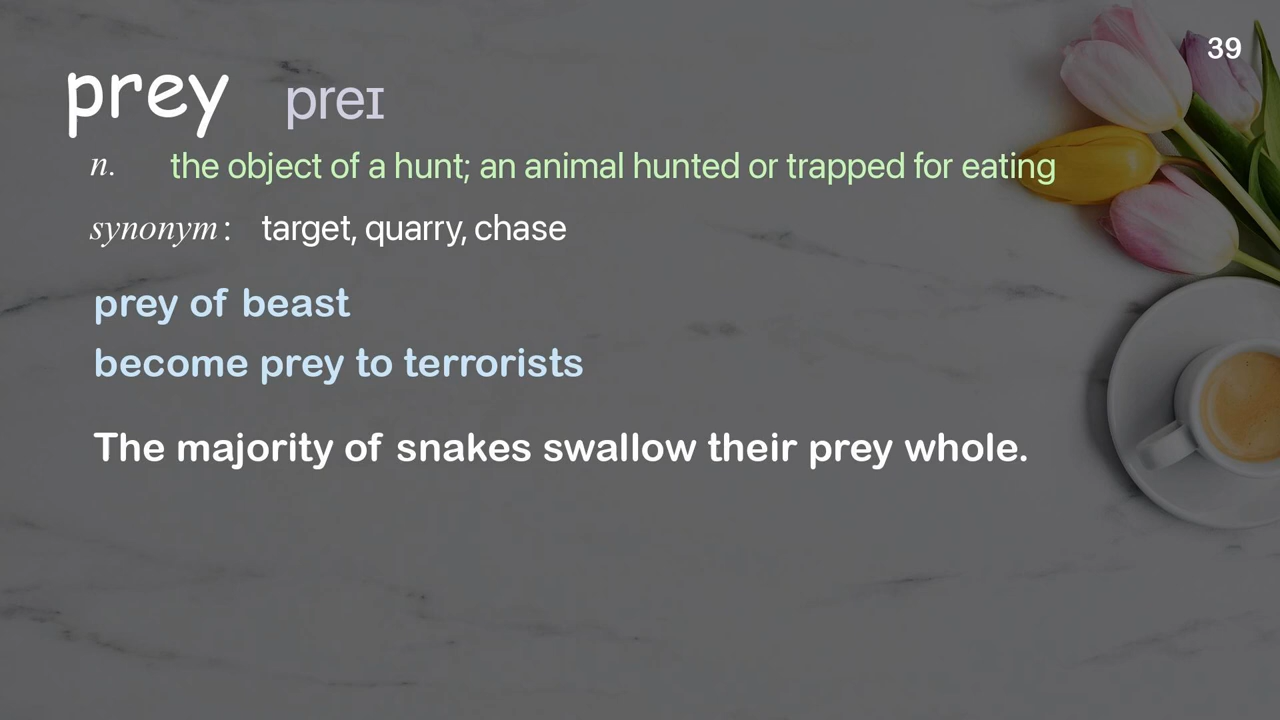 39
prey preɪ
n. the object of a hunt; an animal hunted or trapped for eating
synonym : target, quarry, chase
prey of beast
become prey to terrorists
The majority of snakes swallow their prey whole.